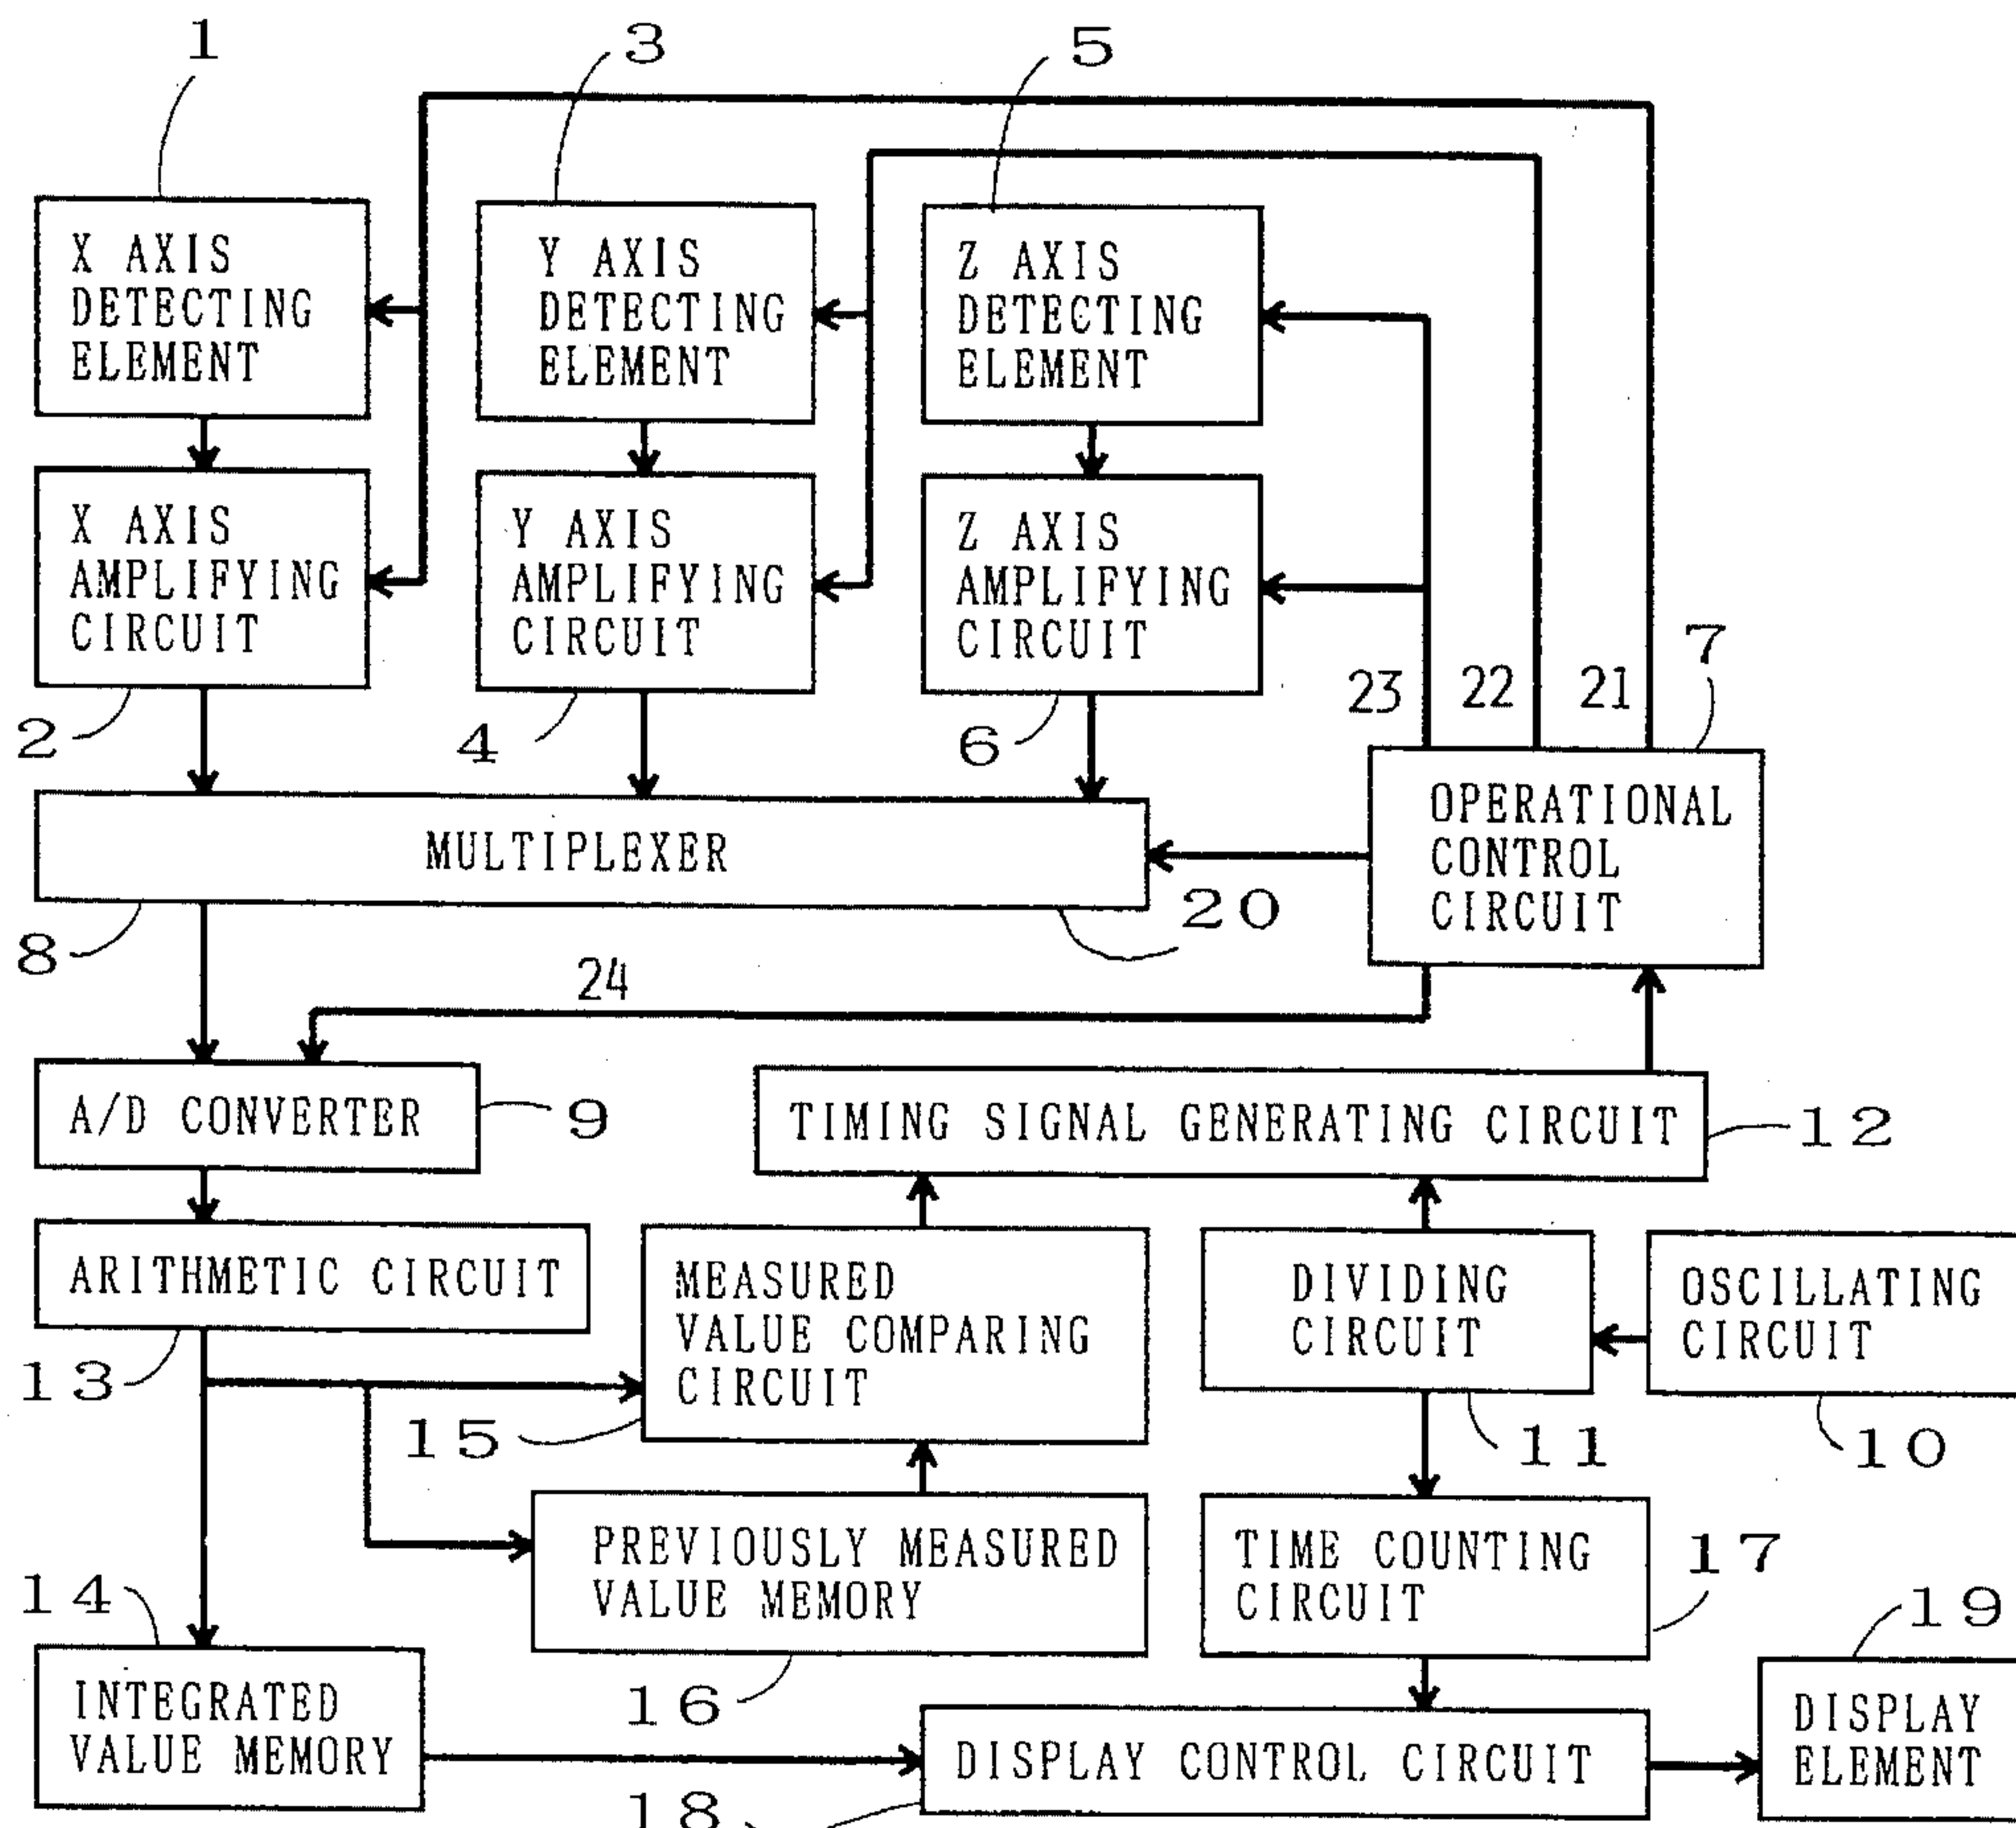 1
3
5
X AXIS
DETECTING
ELEMENT
Y AXIS
DETECTING
ELEMENT
Z AXIS
DETECTING
ELEMENT
X AXIS
AMPLIFYING
CIRCUIT
Y AXIS
AMPLIFYING
CIRCUIT
Z AXIS
AMPLIFYING
CIRCUIT
2
4
6
23
22
21
7
MULTIPLEXER
OPERATIONAL
CONTROL
CIRCUIT
8
20
24
A/D CONVERTER
9
TIMING SIGNAL GENERATING CIRCUIT
12
ARITHMETIC CIRCUIT
13
MEASURED
VALUE COMPARING
CIRCUIT
15
DIVIDING
CIRCUIT
11
OSCILLATING
CIRCUIT
10
PREVIOUSLY MEASURED
VALUE MEMORY
16
TIME COUNTING
CIRCUIT
17
14
INTEGRATED
VALUE MEMORY
DISPLAY CONTROL CIRCUIT
18
19
DISPLAY
ELEMENT